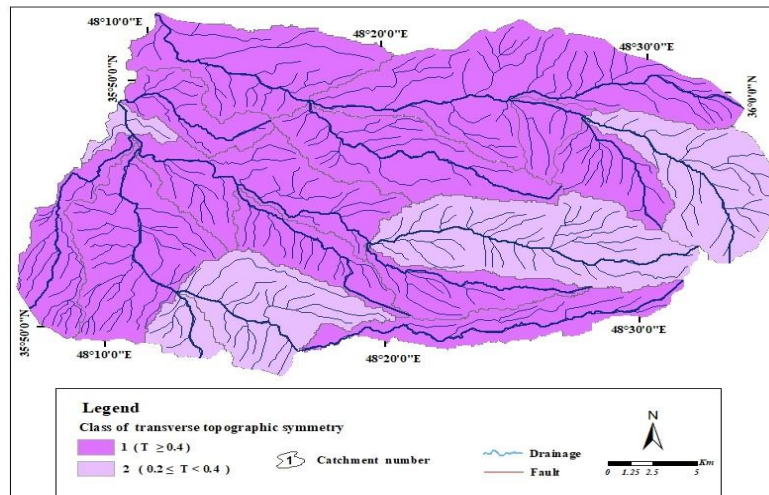 48°10'0"E
48°20'0"E
48°30'0"E
35°50'0"N
36°0'0"N
35°50'0"N
48°10'0"E
48°20'0"E
48°30'0"E
Legend
Class of transverse topographic symmetry
1 ( T ≥ 0.4 )
2 ( 0.2 ≤ T < 0.4 )
1 Catchment number
Drainage
Fault
N
0 1.25 2.5 5 Km